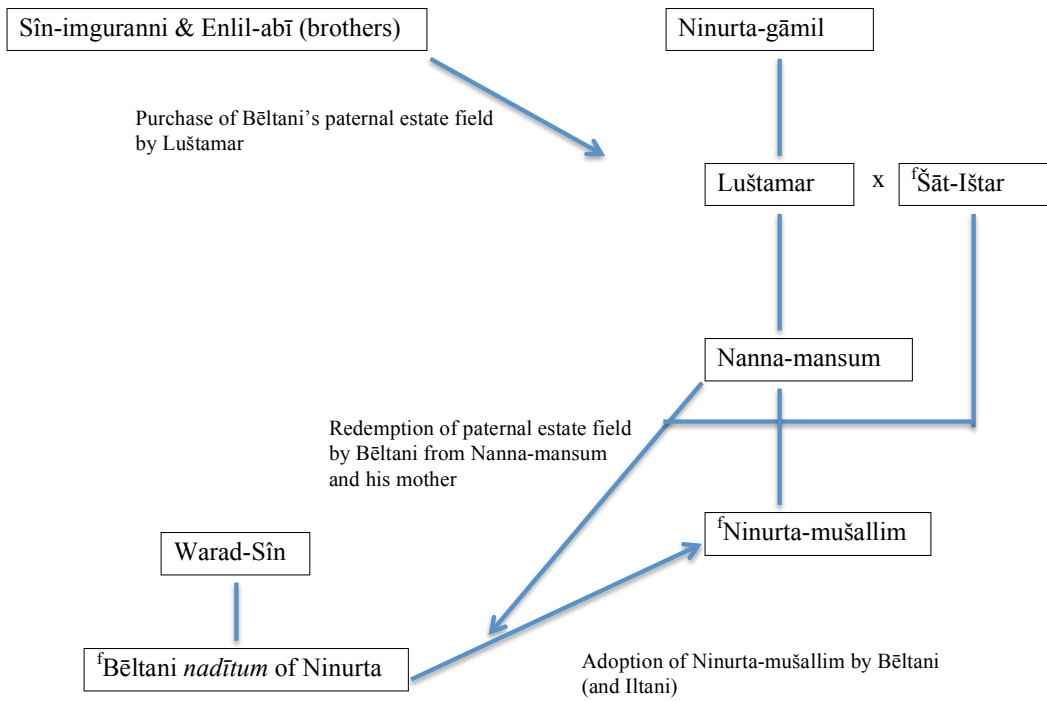 Sîn-imguranni & Enlil-abī (brothers)
Ninurta-gāmil
Purchase of Bēltani’s paternal estate field
by Luštamar
Luštamar
x
fŠāt-Ištar
Nanna-mansum
Redemption of paternal estate field
by Bēltani from Nanna-mansum
and his mother
fNinurta-mušallim
Warad-Sîn
fBēltani nadītum of Ninurta
Adoption of Ninurta-mušallim by Bēltani
(and Iltani)